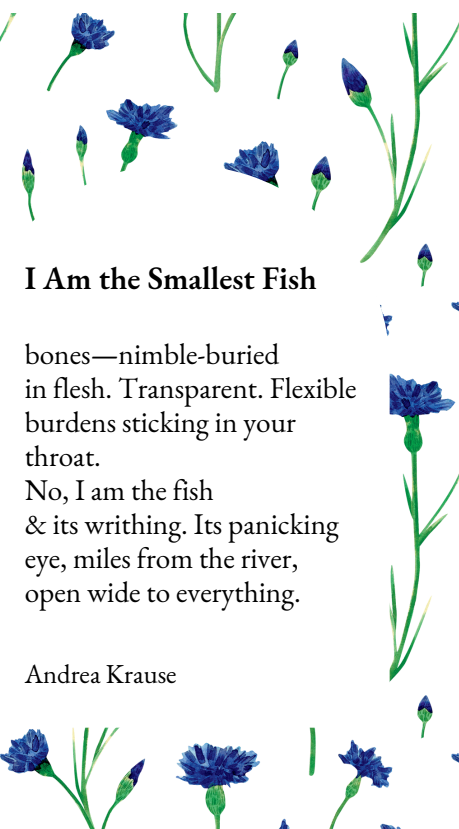 I Am the Smallest Fish
bones—nimble-buried
in flesh. Transparent. Flexible
burdens sticking in your
throat.
No, I am the fish
& its writhing. Its panicking
eye, miles from the river,
open wide to everything.
Andrea Krause